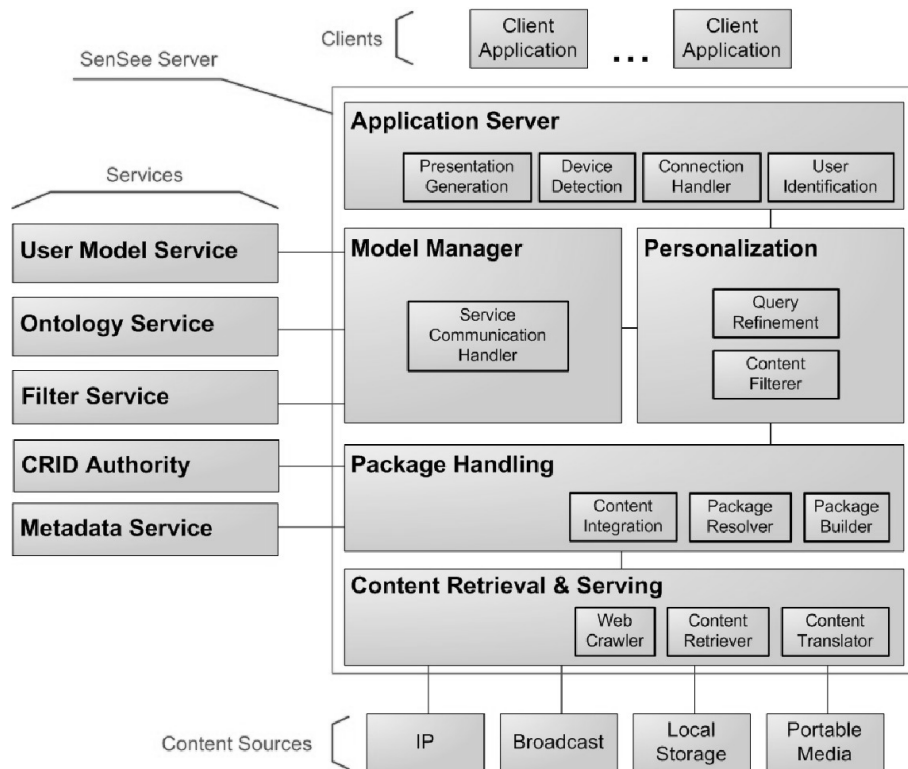 Clients
Client
Application
...
Client
Application
SenSee Server
Application Server
Presentation
Generation
Device
Detection
Connection
Handler
User
Identification
Services
User Model Service
Ontology Service
Filter Service
CRID Authority
Metadata Service
Model Manager
Service
Communication
Handler
Personalization
Query
Refinement
Content
Filterer
Package Handling
Content
Integration
Package
Resolver
Package
Builder
Content Retrieval & Serving
Web
Crawler
Content
Retriever
Content
Translator
Content Sources
IP
Broadcast
Local
Storage
Portable
Media